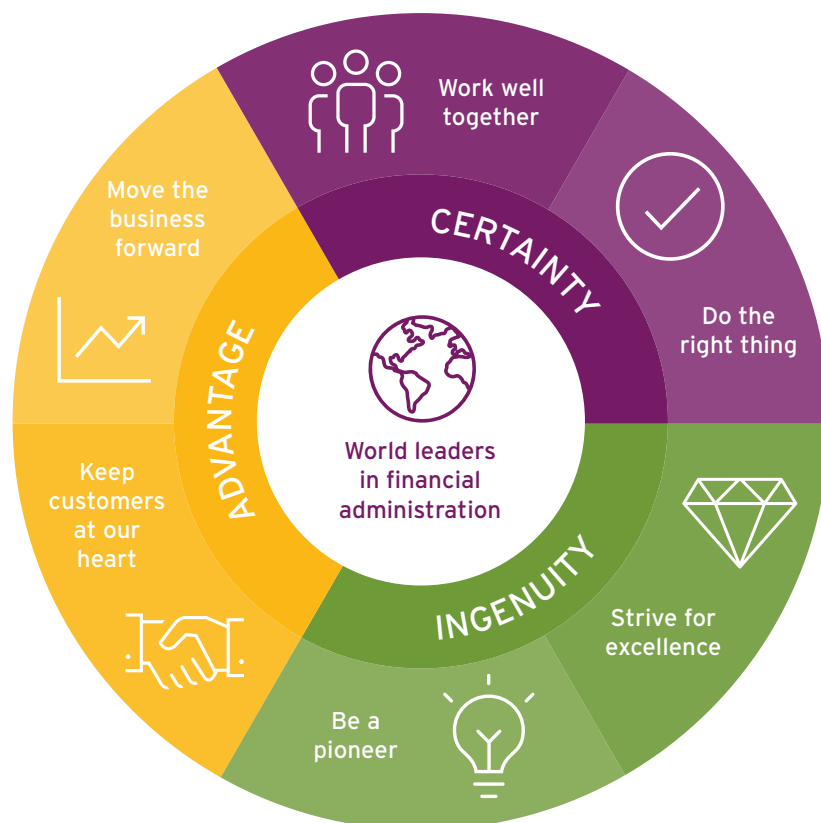 Work well
together
Do the
right thing
CERTAINTY
Move the
business
forward
ADVANTAGE
Keep
customers
at our
heart
World leaders
in financial
administration
INGENUITY
Strive for
excellence
Be a
pioneer